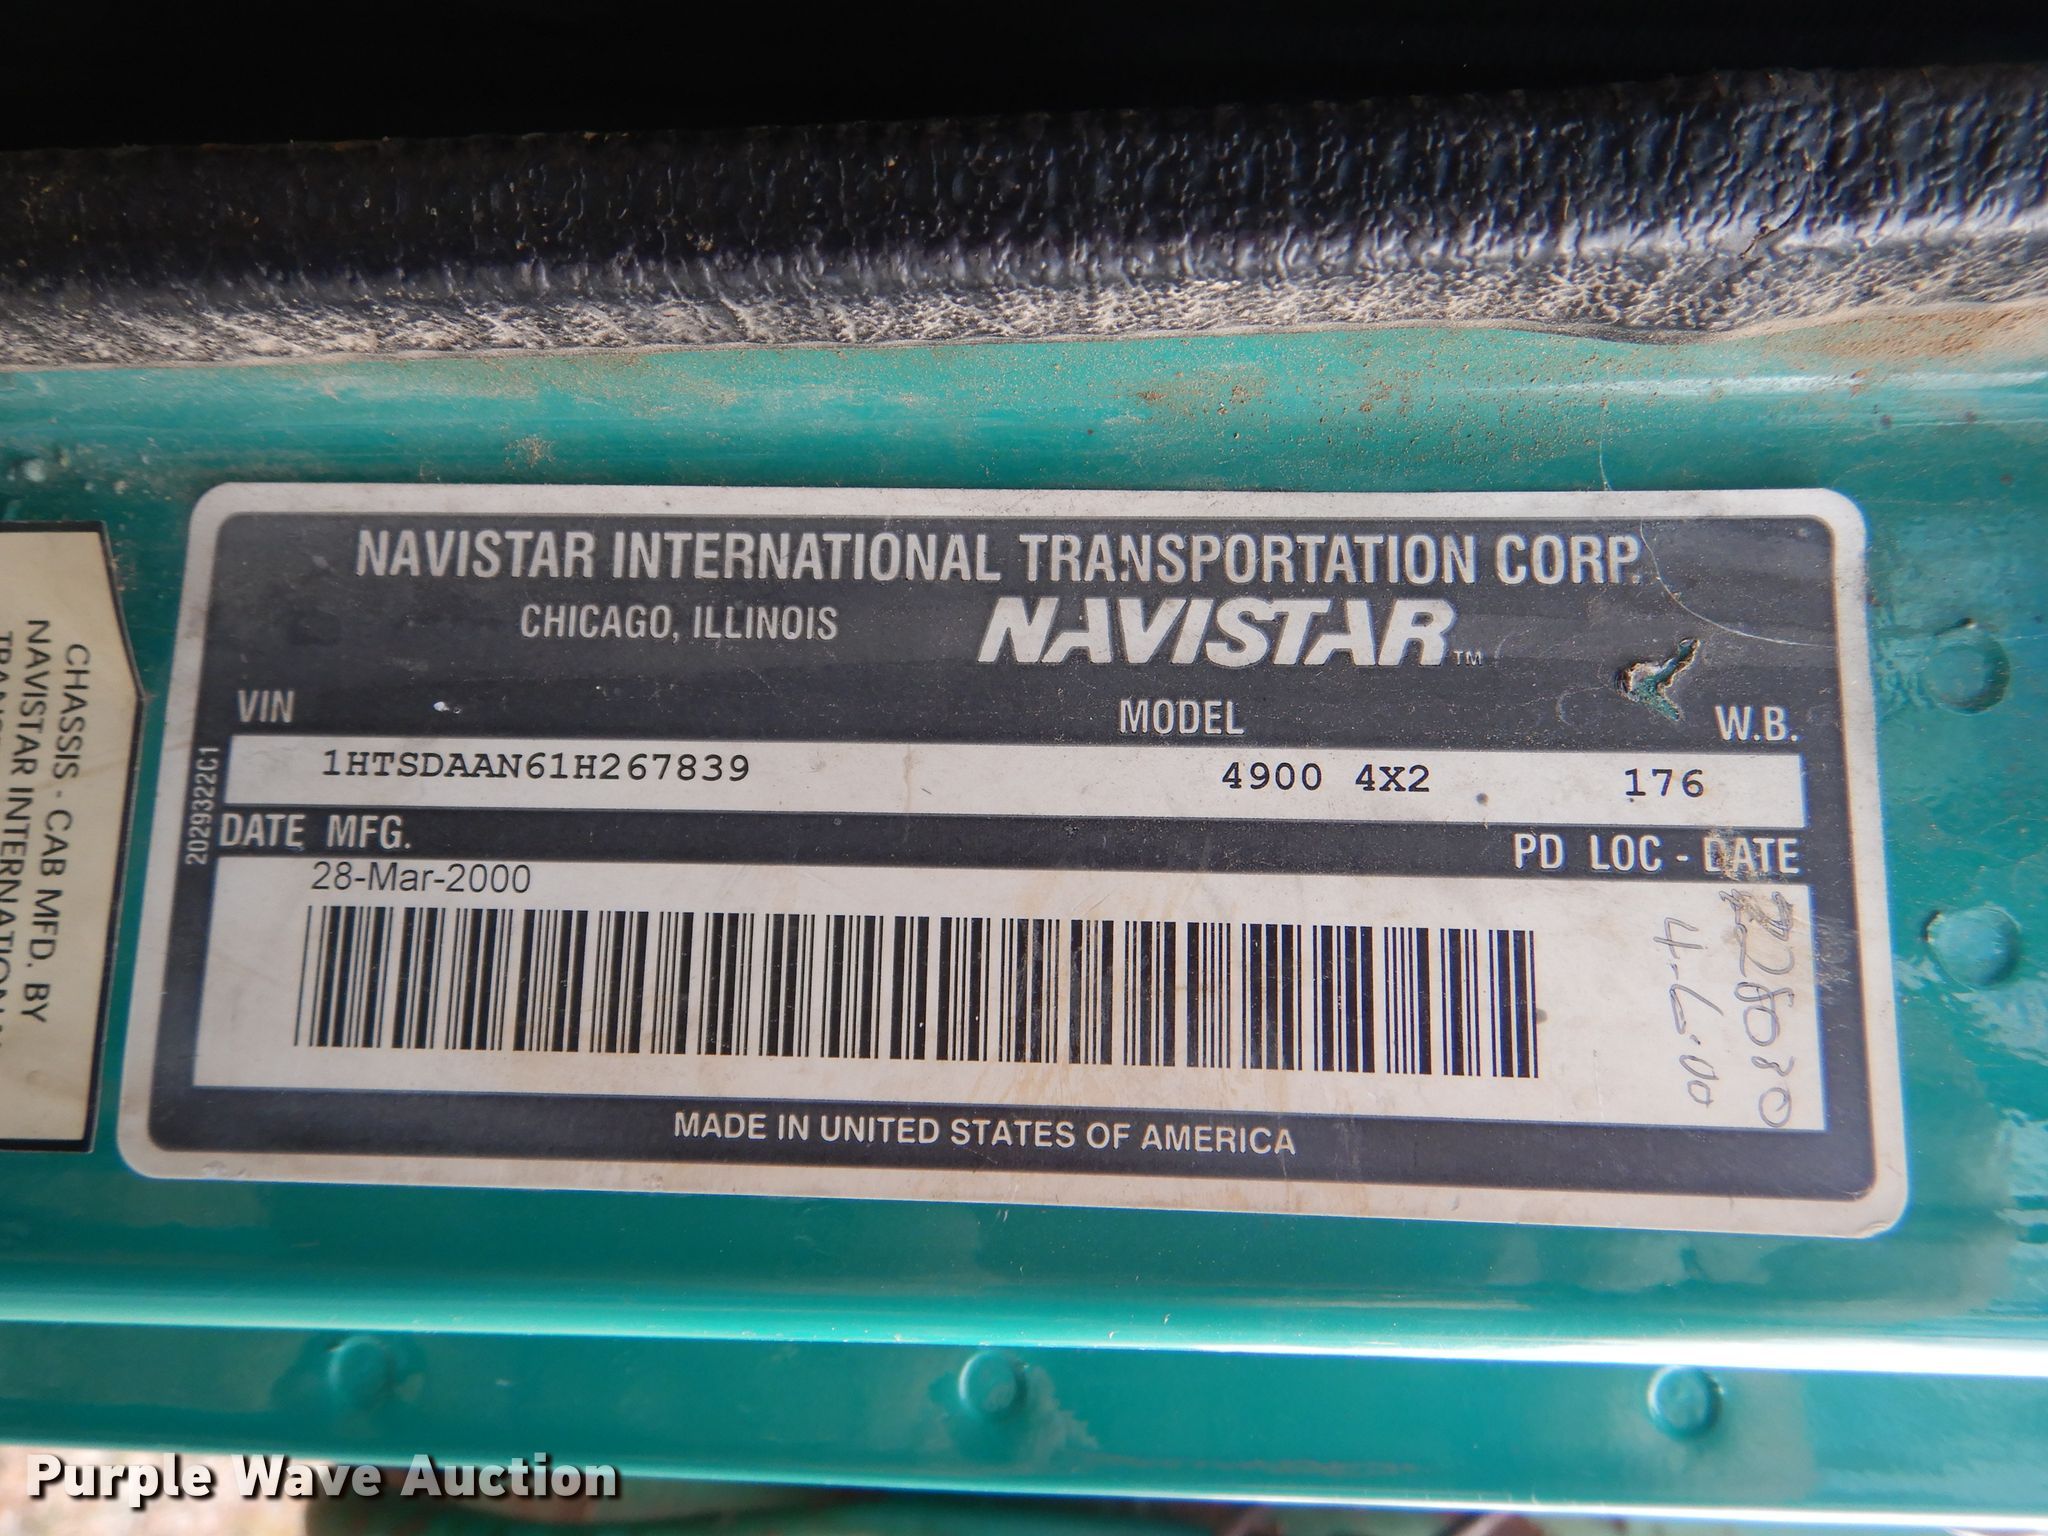 NAVISTAR INTERNATIONAL TRANSPORTATION CORP.
CHICAGO, ILLINOIS NAVISTAR™
VIN MODEL W.B.
1HTSDAAN61H267839 4900 4X2 176
2029322C1
DATE MFG. PD LOC - DATE
28-Mar-2000
4-6-00
MADE IN UNITED STATES OF AMERICA
CHASSIS - CAB MFD. BY
NAVISTAR INTERNATIONAL
Purple Wave Auction